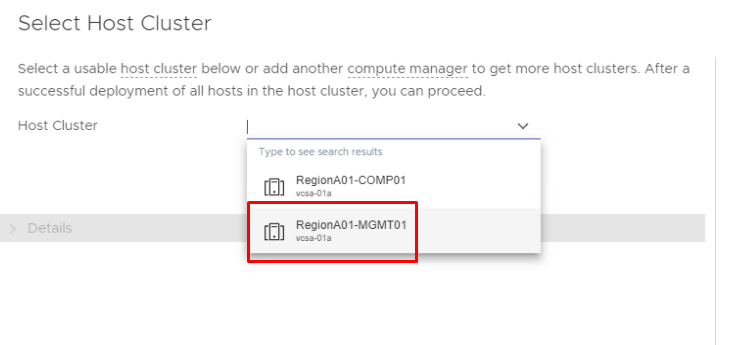 Select Host Cluster
Select a usable host cluster below or add another compute manager to get more host clusters. After a
successful deployment of all hosts in the host cluster, you can proceed.
Host Cluster
Type to see search results
RegionA01-COMP01
vcsa-01a
RegionA01-MGMT01
vcsa-01a
Details